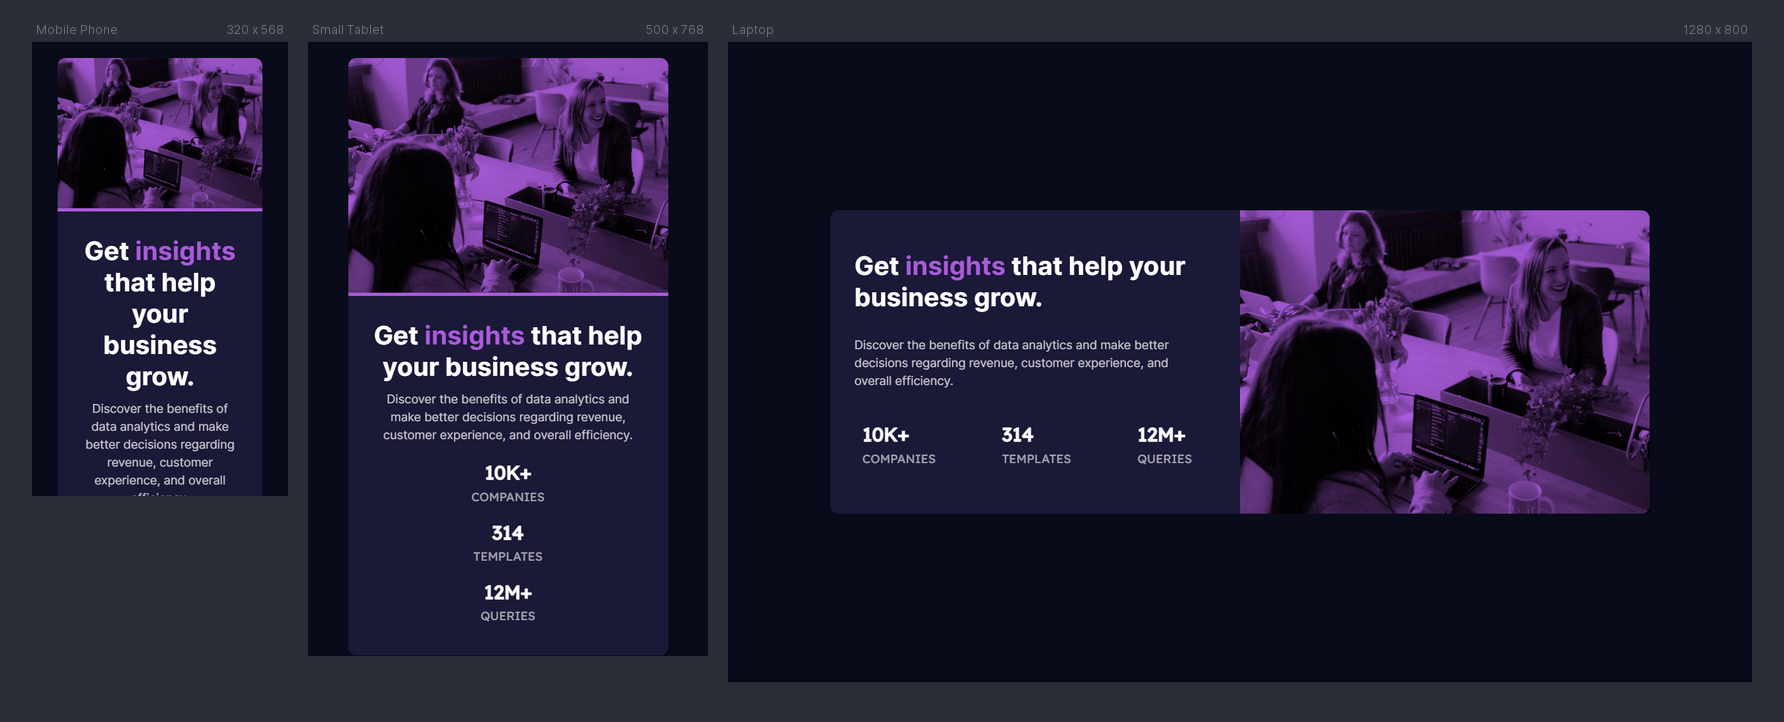 Mobile Phone
320 x 568
Get insights
that help
your
business
grow.
Discover the benefits of
data analytics and make
better decisions regarding
revenue, customer
experience, and overall
Small Tablet
500 x 768
Get insights that help
your business grow.
Discover the benefits of data analytics and
make better decisions regarding revenue,
customer experience, and overall efficiency.
10K+
COMPANIES
314
TEMPLATES
12M+
QUERIES
Laptop
1280 x 800
Get insights that help your
business grow.
Discover the benefits of data analytics and make better
decisions regarding revenue, customer experience, and
overall efficiency.
10K+
COMPANIES
314
TEMPLATES
12M+
QUERIES